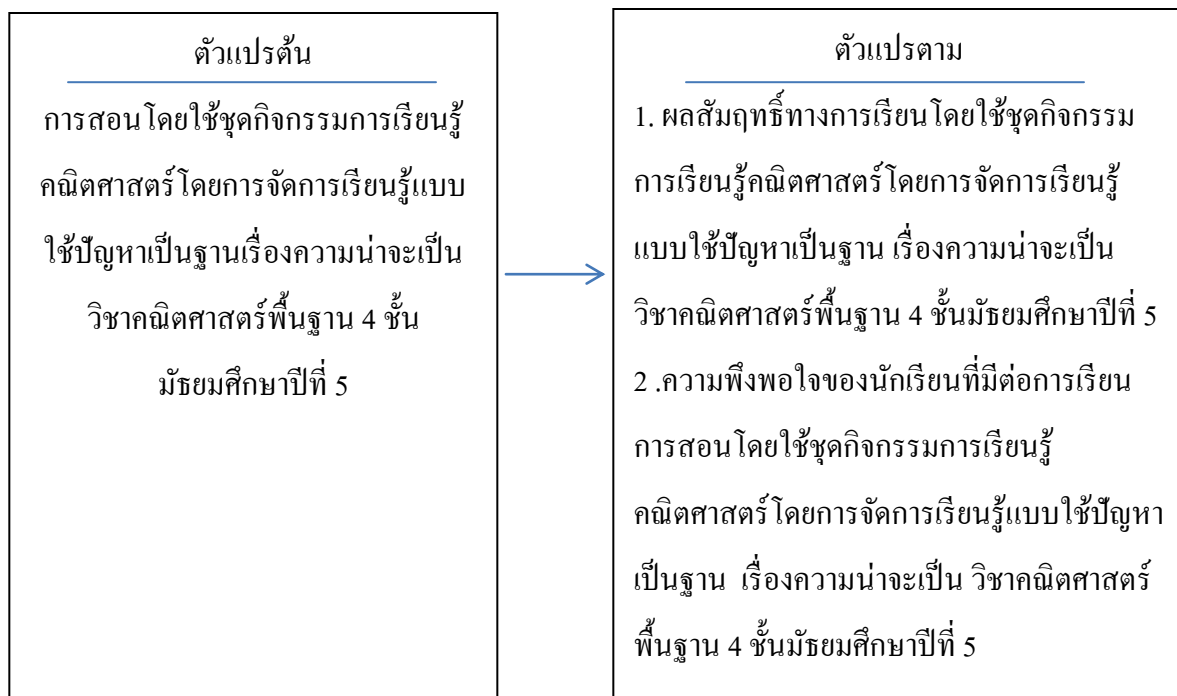 ตัวแปรต้น
การสอนโดยใช้ชุดกิจกรรมการเรียนรู้
คณิตศาสตร์โดยการจัดการเรียนรู้แบบ
ใช้ปัญหาเป็นฐานเรื่องความน่าจะเป็น
วิชาคณิตศาสตร์พื้นฐาน 4 ชั้น
มัธยมศึกษาปีที่ 5
ตัวแปรตาม
1. ผลสัมฤทธิ์ทางการเรียนโดยใช้ชุดกิจกรรม
การเรียนรู้คณิตศาสตร์โดยการจัดการเรียนรู้
แบบใช้ปัญหาเป็นฐาน เรื่องความน่าจะเป็น
วิชาคณิตศาสตร์พื้นฐาน 4 ชั้นมัธยมศึกษาปีที่ 5
2 .ความพึงพอใจของนักเรียนที่มีต่อการเรียน
การสอนโดยใช้ชุดกิจกรรมการเรียนรู้
คณิตศาสตร์โดยการจัดการเรียนรู้แบบใช้ปัญหา
เป็นฐาน เรื่องความน่าจะเป็น วิชาคณิตศาสตร์
พื้นฐาน 4 ชั้นมัธยมศึกษาปีที่ 5